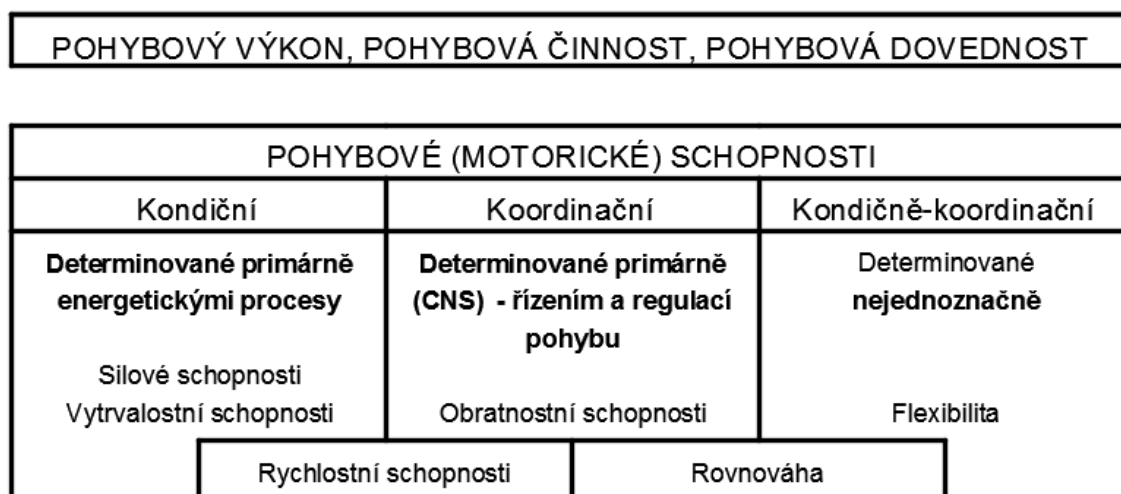 POHYBOVÝ VÝKON, POHYBOVÁ ČINNOST, POHYBOVÁ DOVEDNOST
POHYBOVÉ (MOTORICKÉ) SCHOPNOSTI
Kondiční
Koordinační
Kondičně-koordinační
Determinované primárně
energetickými procesy
Silové schopnosti
Vytrvalostní schopnosti
Determinované primárně
(CNS) - řízením a regulací
pohybu
Obratnostní schopnosti
Determinované
nejednoznačně
Flexibilita
Rychlostní schopnosti
Rovnováha